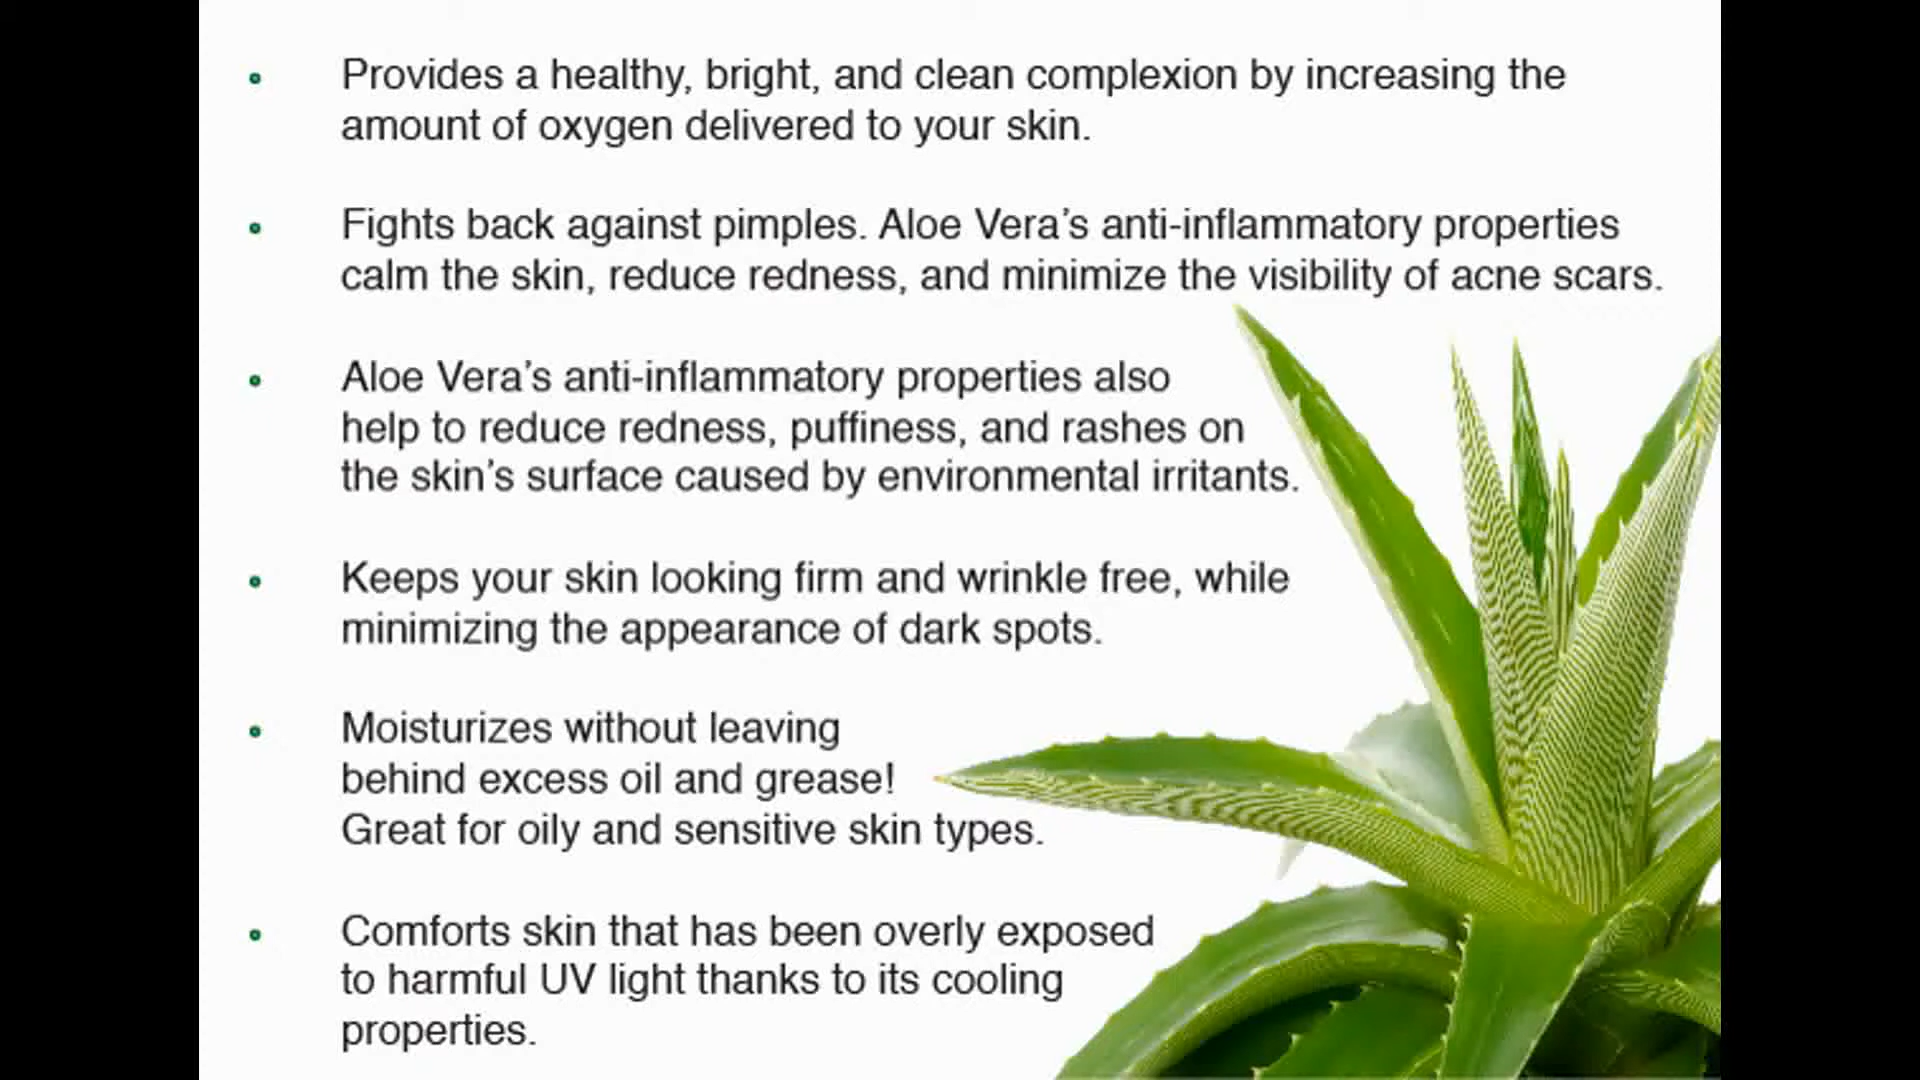 Provides a healthy, bright, and clean complexion by increasing the
amount of oxygen delivered to your skin.
Fights back against pimples. Aloe Vera’s anti-inflammatory properties
calm the skin, reduce redness, and minimize the visibility of acne scars.
Aloe Vera’s anti-inflammatory properties also
help to reduce redness, puffiness, and rashes on
the skin’s surface caused by environmental irritants.
Keeps your skin looking firm and wrinkle free, while
minimizing the appearance of dark spots.
Moisturizes without leaving
behind excess oil and grease!
Great for oily and sensitive skin types.
Comforts skin that has been overly exposed
to harmful UV light thanks to its cooling
properties.